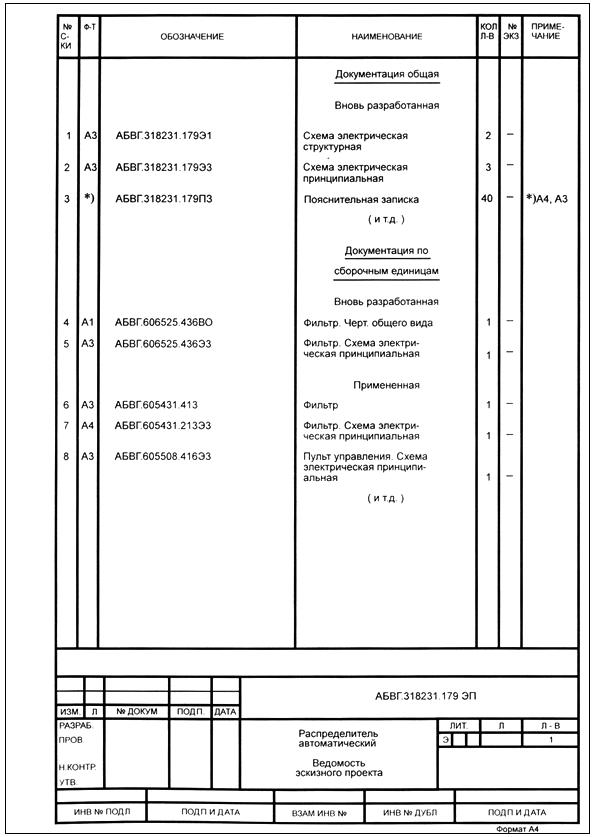 № С-КИ Ф-Т ОБОЗНАЧЕНИЕ НАИМЕНОВАНИЕ КОЛ Л-В № ЭКЗ ПРИМЕ-ЧАНИЕ
Документация общая
Вновь разработанная
1 А3 АБВГ.318231.179Э1 Схема электрическая 2 –
структурная
2 А3 АБВГ.318231.179Э3 Схема электрическая 3 –
принципиальная
3 *) АБВГ.318231.179ПЗ Пояснительная записка 40 – *)А4, А3
( и т.д. )
Документация по
сборочным единицам
Вновь разработанная
4 А1 АБВГ.606525.436ВО Фильтр. Черт. общего вида 1 –
5 А3 АБВГ.606525.436Э3 Фильтр. Схема электри-
ческая принципиальная 1 –
Примененная
6 А3 АБВГ.605431.413 Фильтр 1 –
7 А4 АБВГ.605431.213Э3 Фильтр. Схема электри-
ческая принципиальная 1 –
8 А3 АБВГ.605508.416Э3 Пульт управления. Схема
электрическая принципи-
альная 1 –
( и т.д. )
АБВГ.318231.179 ЭП
ИЗМ. Л № ДОКУМ ПОДП. ДАТА
РАЗРАБ.
ПРОВ.
Н.КОНТР.
УТВ.
Распределитель
автоматический
Ведомость
эскизного проекта
ЛИТ. Л Л - В
Э 1
ИНВ № ПОДЛ ПОДП И ДАТА ВЗАМ ИНВ № ИНВ № ДУБЛ ПОДП И ДАТА
Формат А4